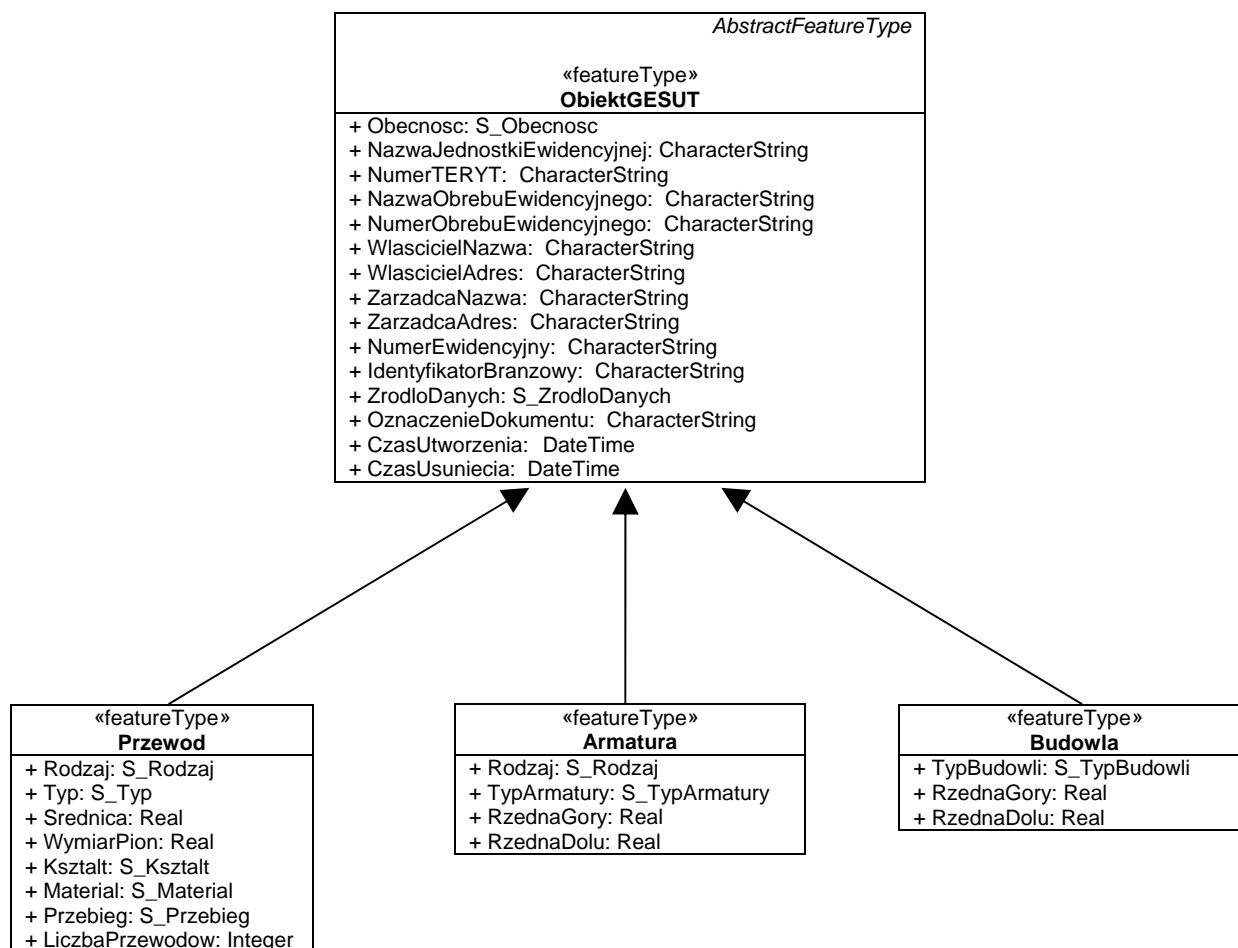 AbstractFeatureType
«featureType»
ObiektGESUT
+ Obecnosc: S_Obecnosc
+ NazwaJednostkiEwidencyjnej: CharacterString
+ NumerTERYT:  CharacterString
+ NazwaObrebuEwidencyjnego:  CharacterString
+ NumerObrebuEwidencyjnego:  CharacterString
+ WlascicielNazwa:  CharacterString
+ WlascicielAdres:  CharacterString
+ ZarzadcaNazwa:  CharacterString
+ ZarzadcaAdres:  CharacterString
+ NumerEwidencyjny:  CharacterString
+ IdentyfikatorBranzowy:  CharacterString
+ ZrodloDanych: S_ZrodloDanych
+ OznaczenieDokumentu:  CharacterString
+ CzasUtworzenia:  DateTime
+ CzasUsuniecia:  DateTime
«featureType»
Przewod
+ Rodzaj: S_Rodzaj
+ Typ: S_Typ
+ Srednica: Real
+ WymiarPion: Real
+ Ksztalt: S_Ksztalt
+ Material: S_Material
+ Przebieg: S_Przebieg
+ LiczbaPrzewodow: Integer
«featureType»
Armatura
+ Rodzaj: S_Rodzaj
+ TypArmatury: S_TypArmatury
+ RzednaGory: Real
+ RzednaDolu: Real
«featureType»
Budowla
+ TypBudowli: S_TypBudowli
+ RzednaGory: Real
+ RzednaDolu: Real